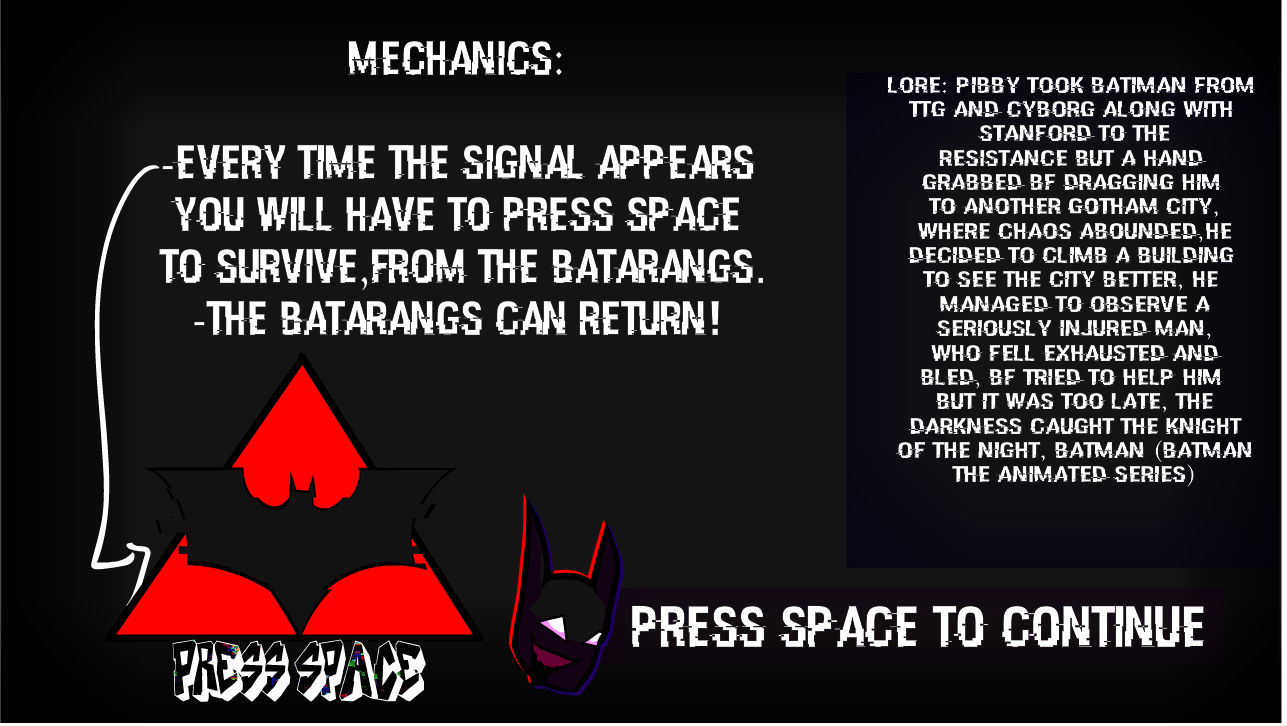 MECHANICS:
-EVERY TIME THE SIGNAL APPEARS
YOU WILL HAVE TO PRESS SPACE
TO SURVIVE,FROM THE BATARANGS.
-THE BATARANGS CAN RETURN!
PRESS SPACE
LORE: PIBBY TOOK BATIMAN FROM
TTG AND CYBORG ALONG WITH
STANFORD TO THE
RESISTANCE BUT A HAND
GRABBED BF DRAGGING HIM
TO ANOTHER GOTHAM CITY,
WHERE CHAOS ABOUNDED,HE
DECIDED TO CLIMB A BUILDING
TO SEE THE CITY BETTER, HE
MANAGED TO OBSERVE A
SERIOUSLY INJURED MAN,
WHO FELL EXHAUSTED AND
BLED, BF TRIED TO HELP HIM
BUT IT WAS TOO LATE, THE
DARKNESS CAUGHT THE KNIGHT
OF THE NIGHT, BATMAN (BATMAN
THE ANIMATED SERIES)
PRESS SPACE TO CONTINUE